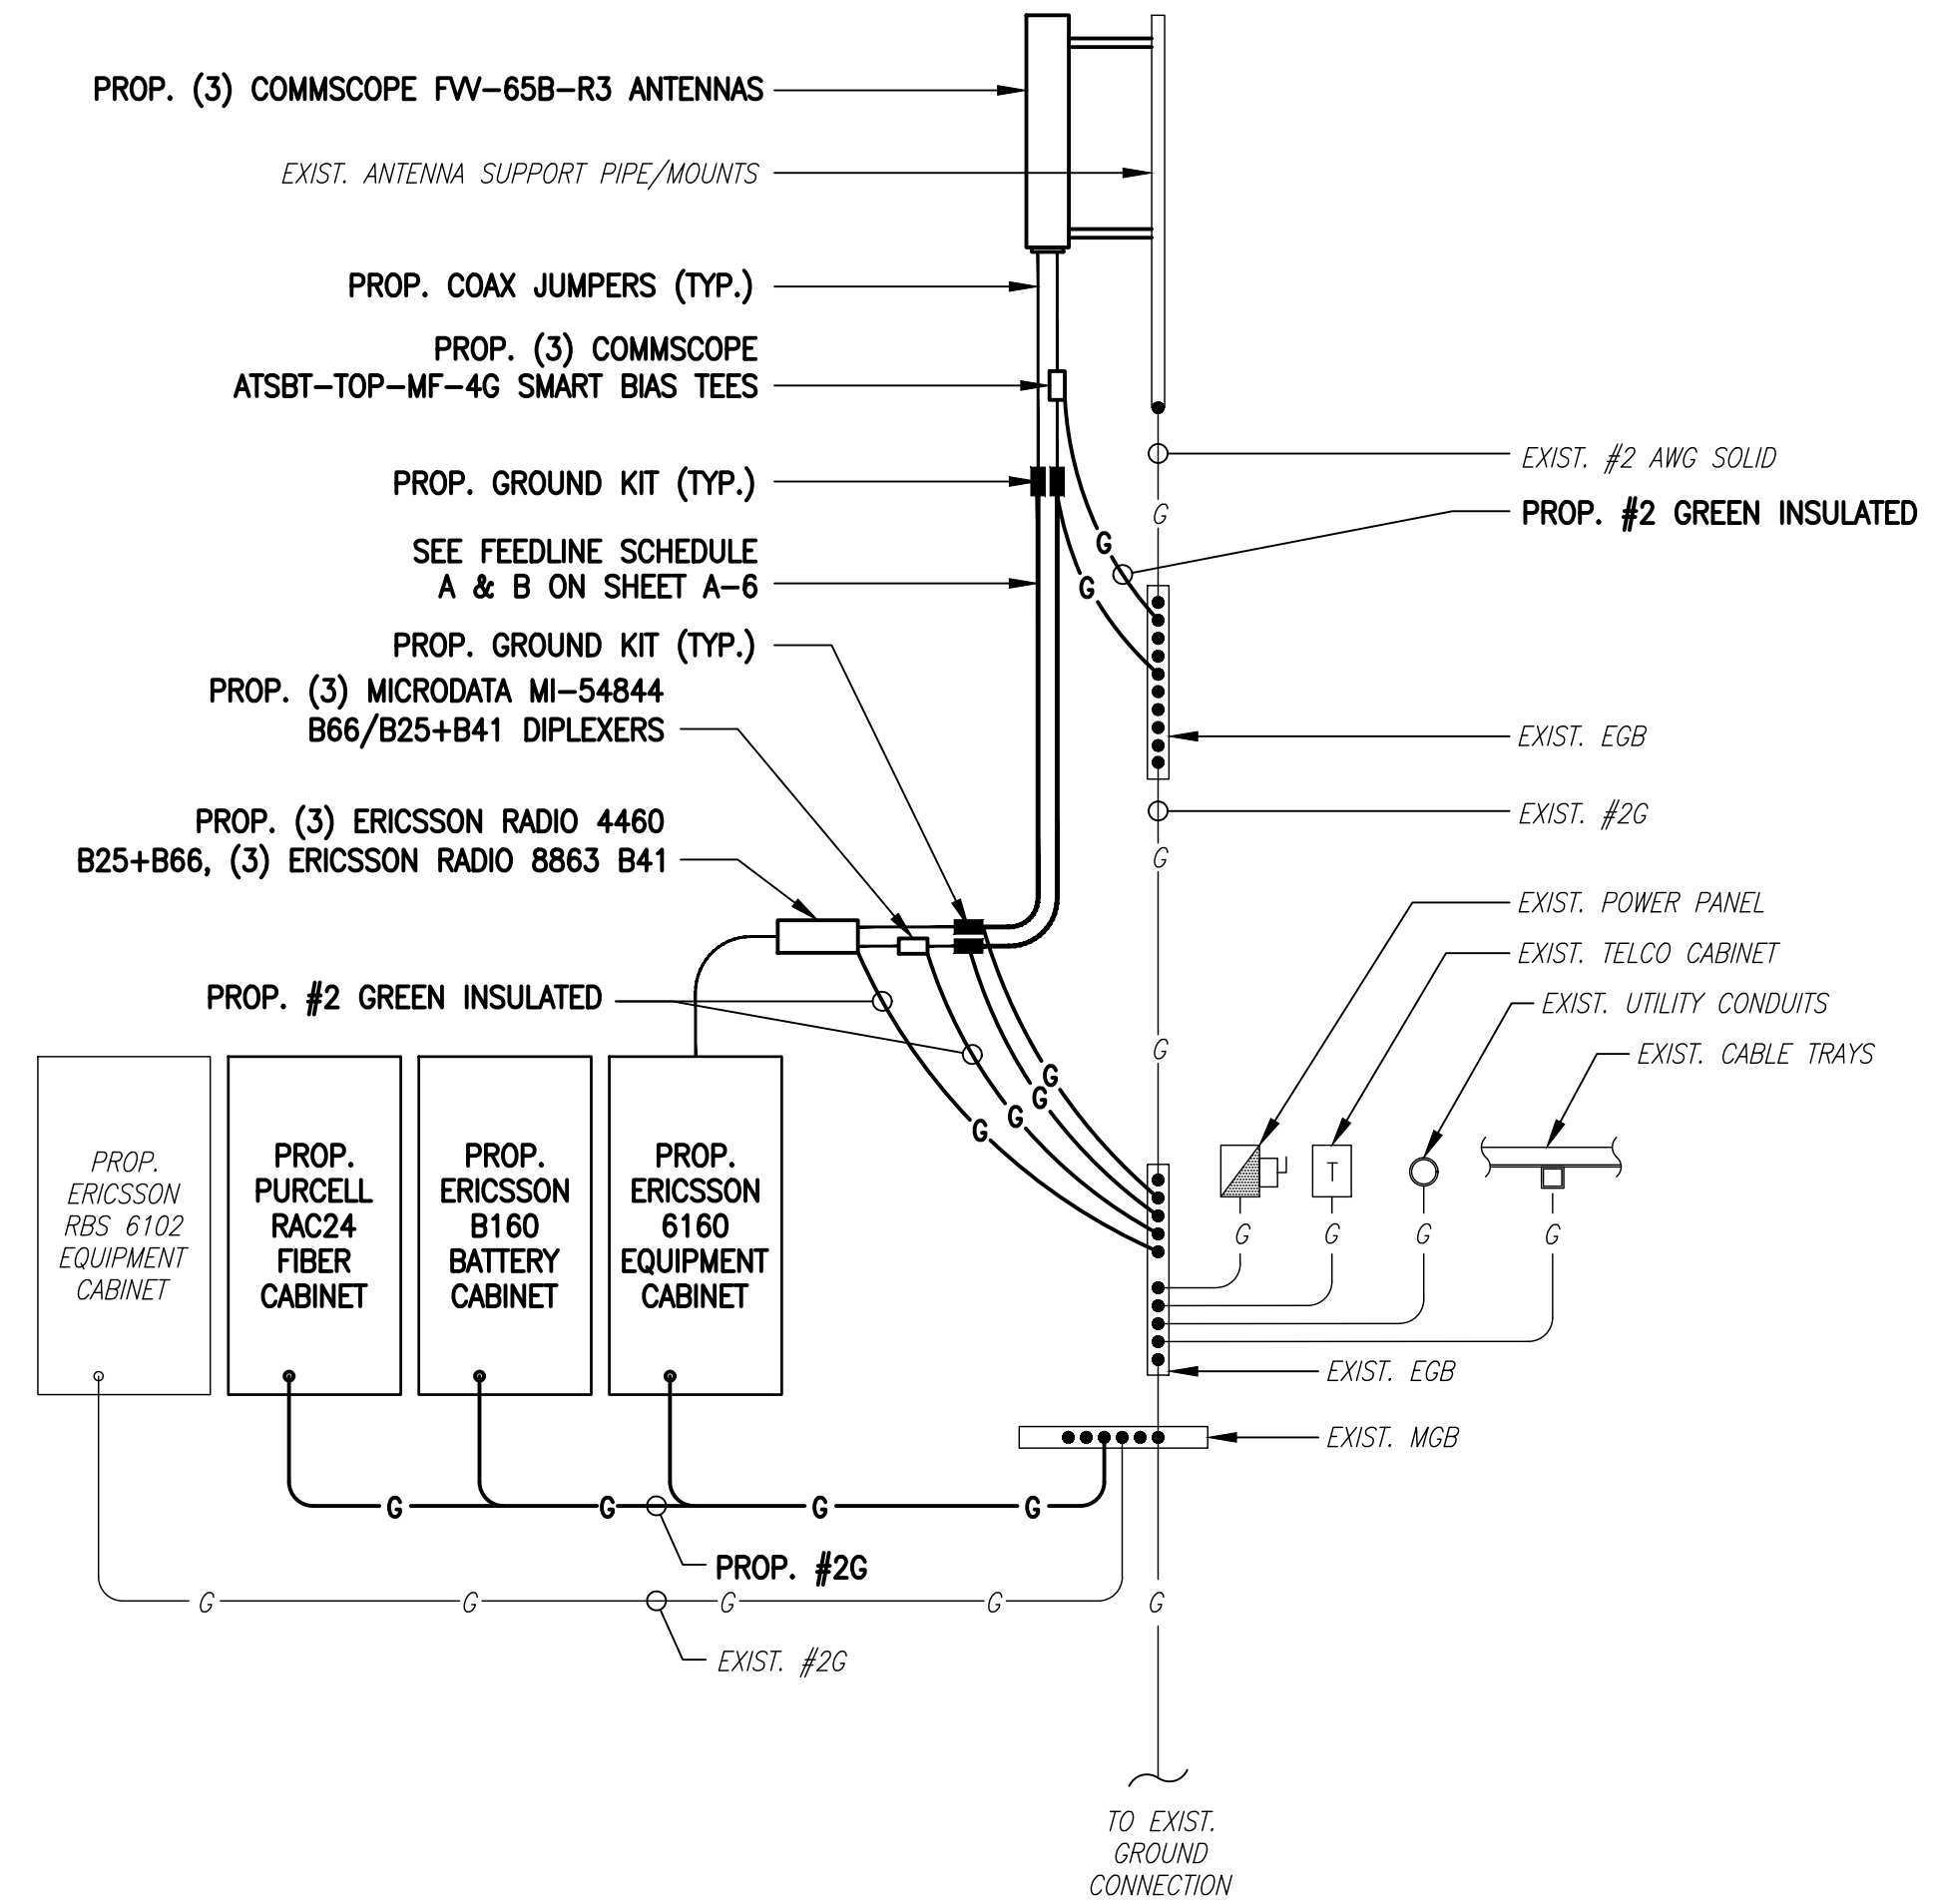 PROP. (3) COMMSCOPE FVV-65B-R3 ANTENNAS
EXIST. ANTENNA SUPPORT PIPE/MOUNTS
PROP. COAX JUMPERS (TYP.)
PROP. (3) COMMSCOPE
ATSBT-TOP-MF-4G SMART BIAS TEES
PROP. GROUND KIT (TYP.)
SEE FEEDLINE SCHEDULE
A & B ON SHEET A-6
PROP. GROUND KIT (TYP.)
PROP. (3) MICRODATA MI-54844
B66/B25+B41 DIPLEXERS
PROP. (3) ERICSSON RADIO 4460
B25+B66, (3) ERICSSON RADIO 8863 B41
PROP. #2 GREEN INSULATED
EXIST. #2 AWG SOLID
G
PROP. #2 GREEN INSULATED
G
G
EXIST. EGB
EXIST. #2G
G
EXIST. POWER PANEL
EXIST. TELCO CABINET
EXIST. UTILITY CONDUITS
EXIST. CABLE TRAYS
G
G
G
G
G
T
G
G
G
G
PROP.
ERICSSON
RBS 6102
EQUIPMENT
CABINET
PROP.
PURCELL
RAC24
FIBER
CABINET
PROP.
ERICSSON
B160
BATTERY
CABINET
PROP.
ERICSSON
6160
EQUIPMENT
CABINET
EXIST. EGB
EXIST. MGB
G
G
G
G
PROP. #2G
G
G
G
G
G
EXIST. #2G
TO EXIST.
GROUND
CONNECTION